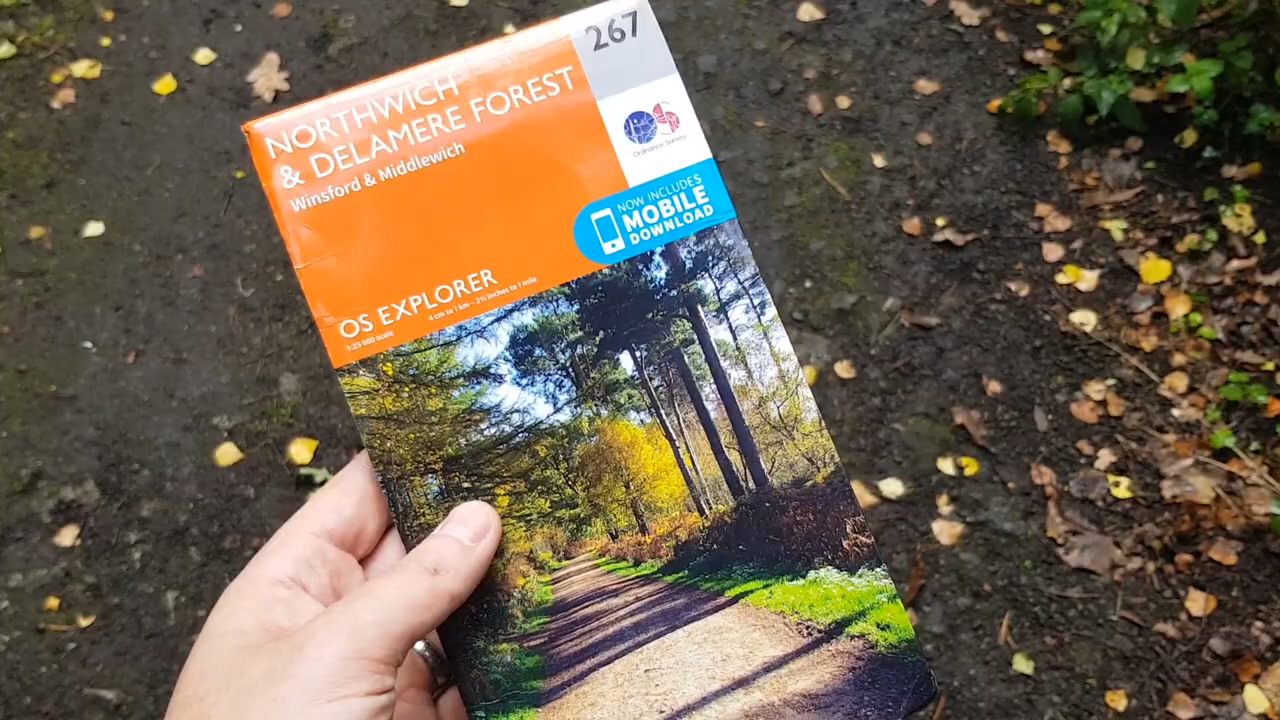 267
NORTHWICH
& DELAMERE FOREST
Winsford & Middlewich
Ordnance Survey
NOW INCLUDES
MOBILE
DOWNLOAD
OS EXPLORER
1:25 000 scale
4 cm to 1 km – 2½ inches to 1 mile